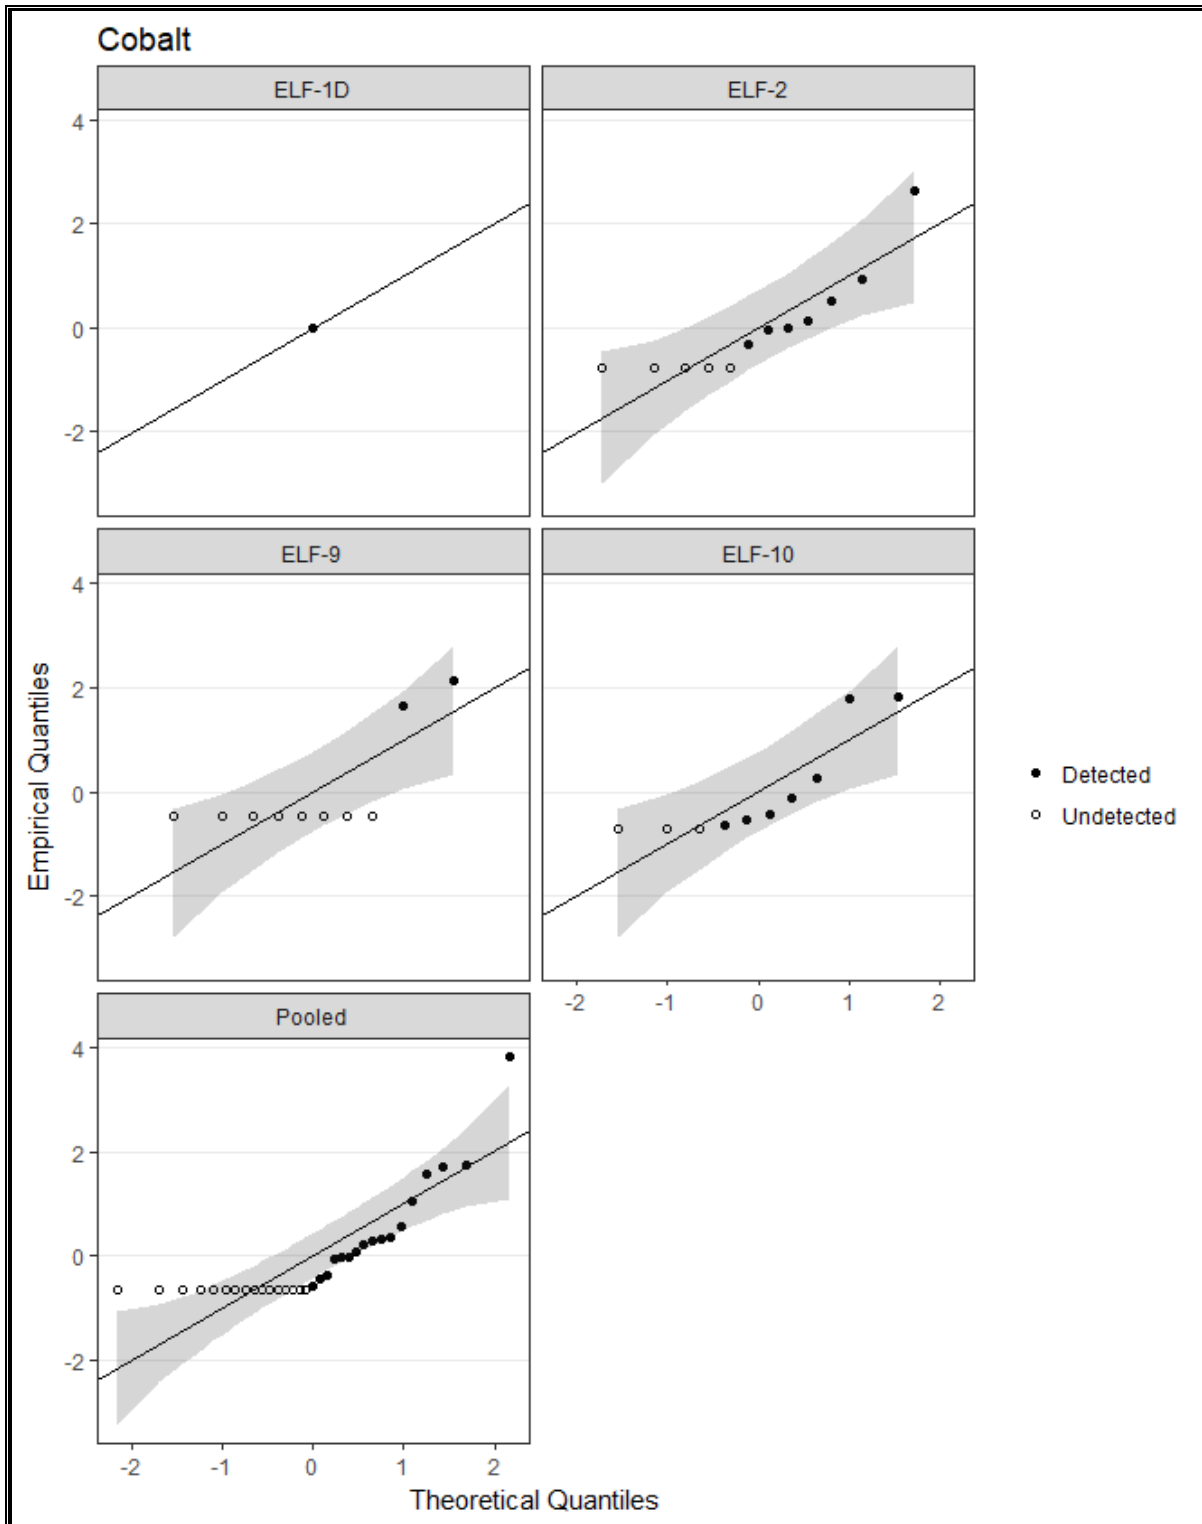 Cobalt
ELF-1D
ELF-2
4
2
0
-2
ELF-9
ELF-10
4
2
0
-2
-2 -1 0 1 2
Pooled
4
2
0
-2
-2 -1 0 1 2
Theoretical Quantiles
Empirical Quantiles
Detected
Undetected